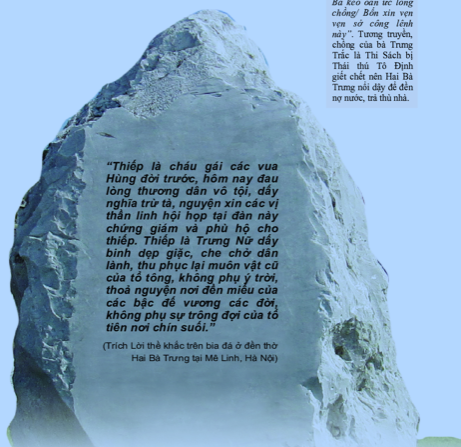 Ba kẻo oan ức lòng
chồng/ Bốn xin vẹn
vẹn sở công lênh
này". Tương truyền,
chồng của bà Trưng
Trắc là Thi Sách bị
Thái thú Tô Định
giết chết nên Hai Bà
Trưng nổi dậy để đền
nợ nước, trả thù nhà.
"Thiếp là cháu gái các vua
Hùng đời trước, hôm nay đau
lòng thương dân vô tội, dấy
nghĩa trừ tà, nguyện xin các vị
thần linh hội họp tại đàn này
chứng giám và phù hộ cho
thiếp. Thiếp là Trưng Nữ dấy
binh dẹp giặc, che chở dân
lành, thu phục lại muôn vật cũ
của tổ tông, không phụ ý trời,
thoả nguyện nơi đền miếu của
các bậc đế vương các đời,
không phụ sự trông đợi của tổ
tiên nơi chín suối."
(Trích Lời thề khắc trên bia đá ở đền thờ
Hai Bà Trưng tại Mê Linh, Hà Nội)